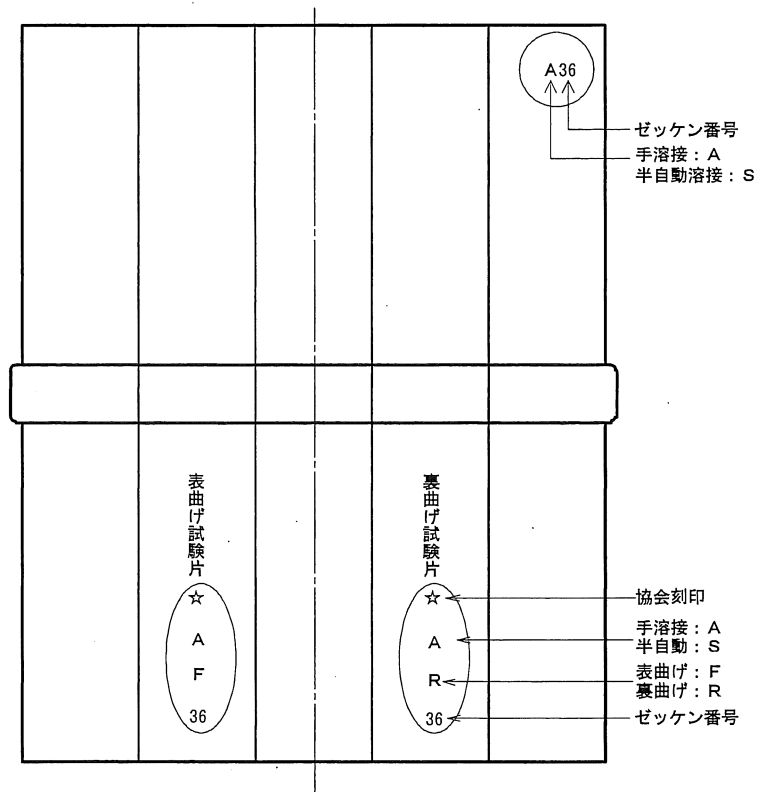 A36
ゼッケン番号
手溶接：A
半自動溶接：S
表曲げ試験片
☆
A
F
36
裏曲げ試験片
☆
A
R
36
協会刻印
手溶接：A
半自動：S
表曲げ：F
裏曲げ：R
ゼッケン番号